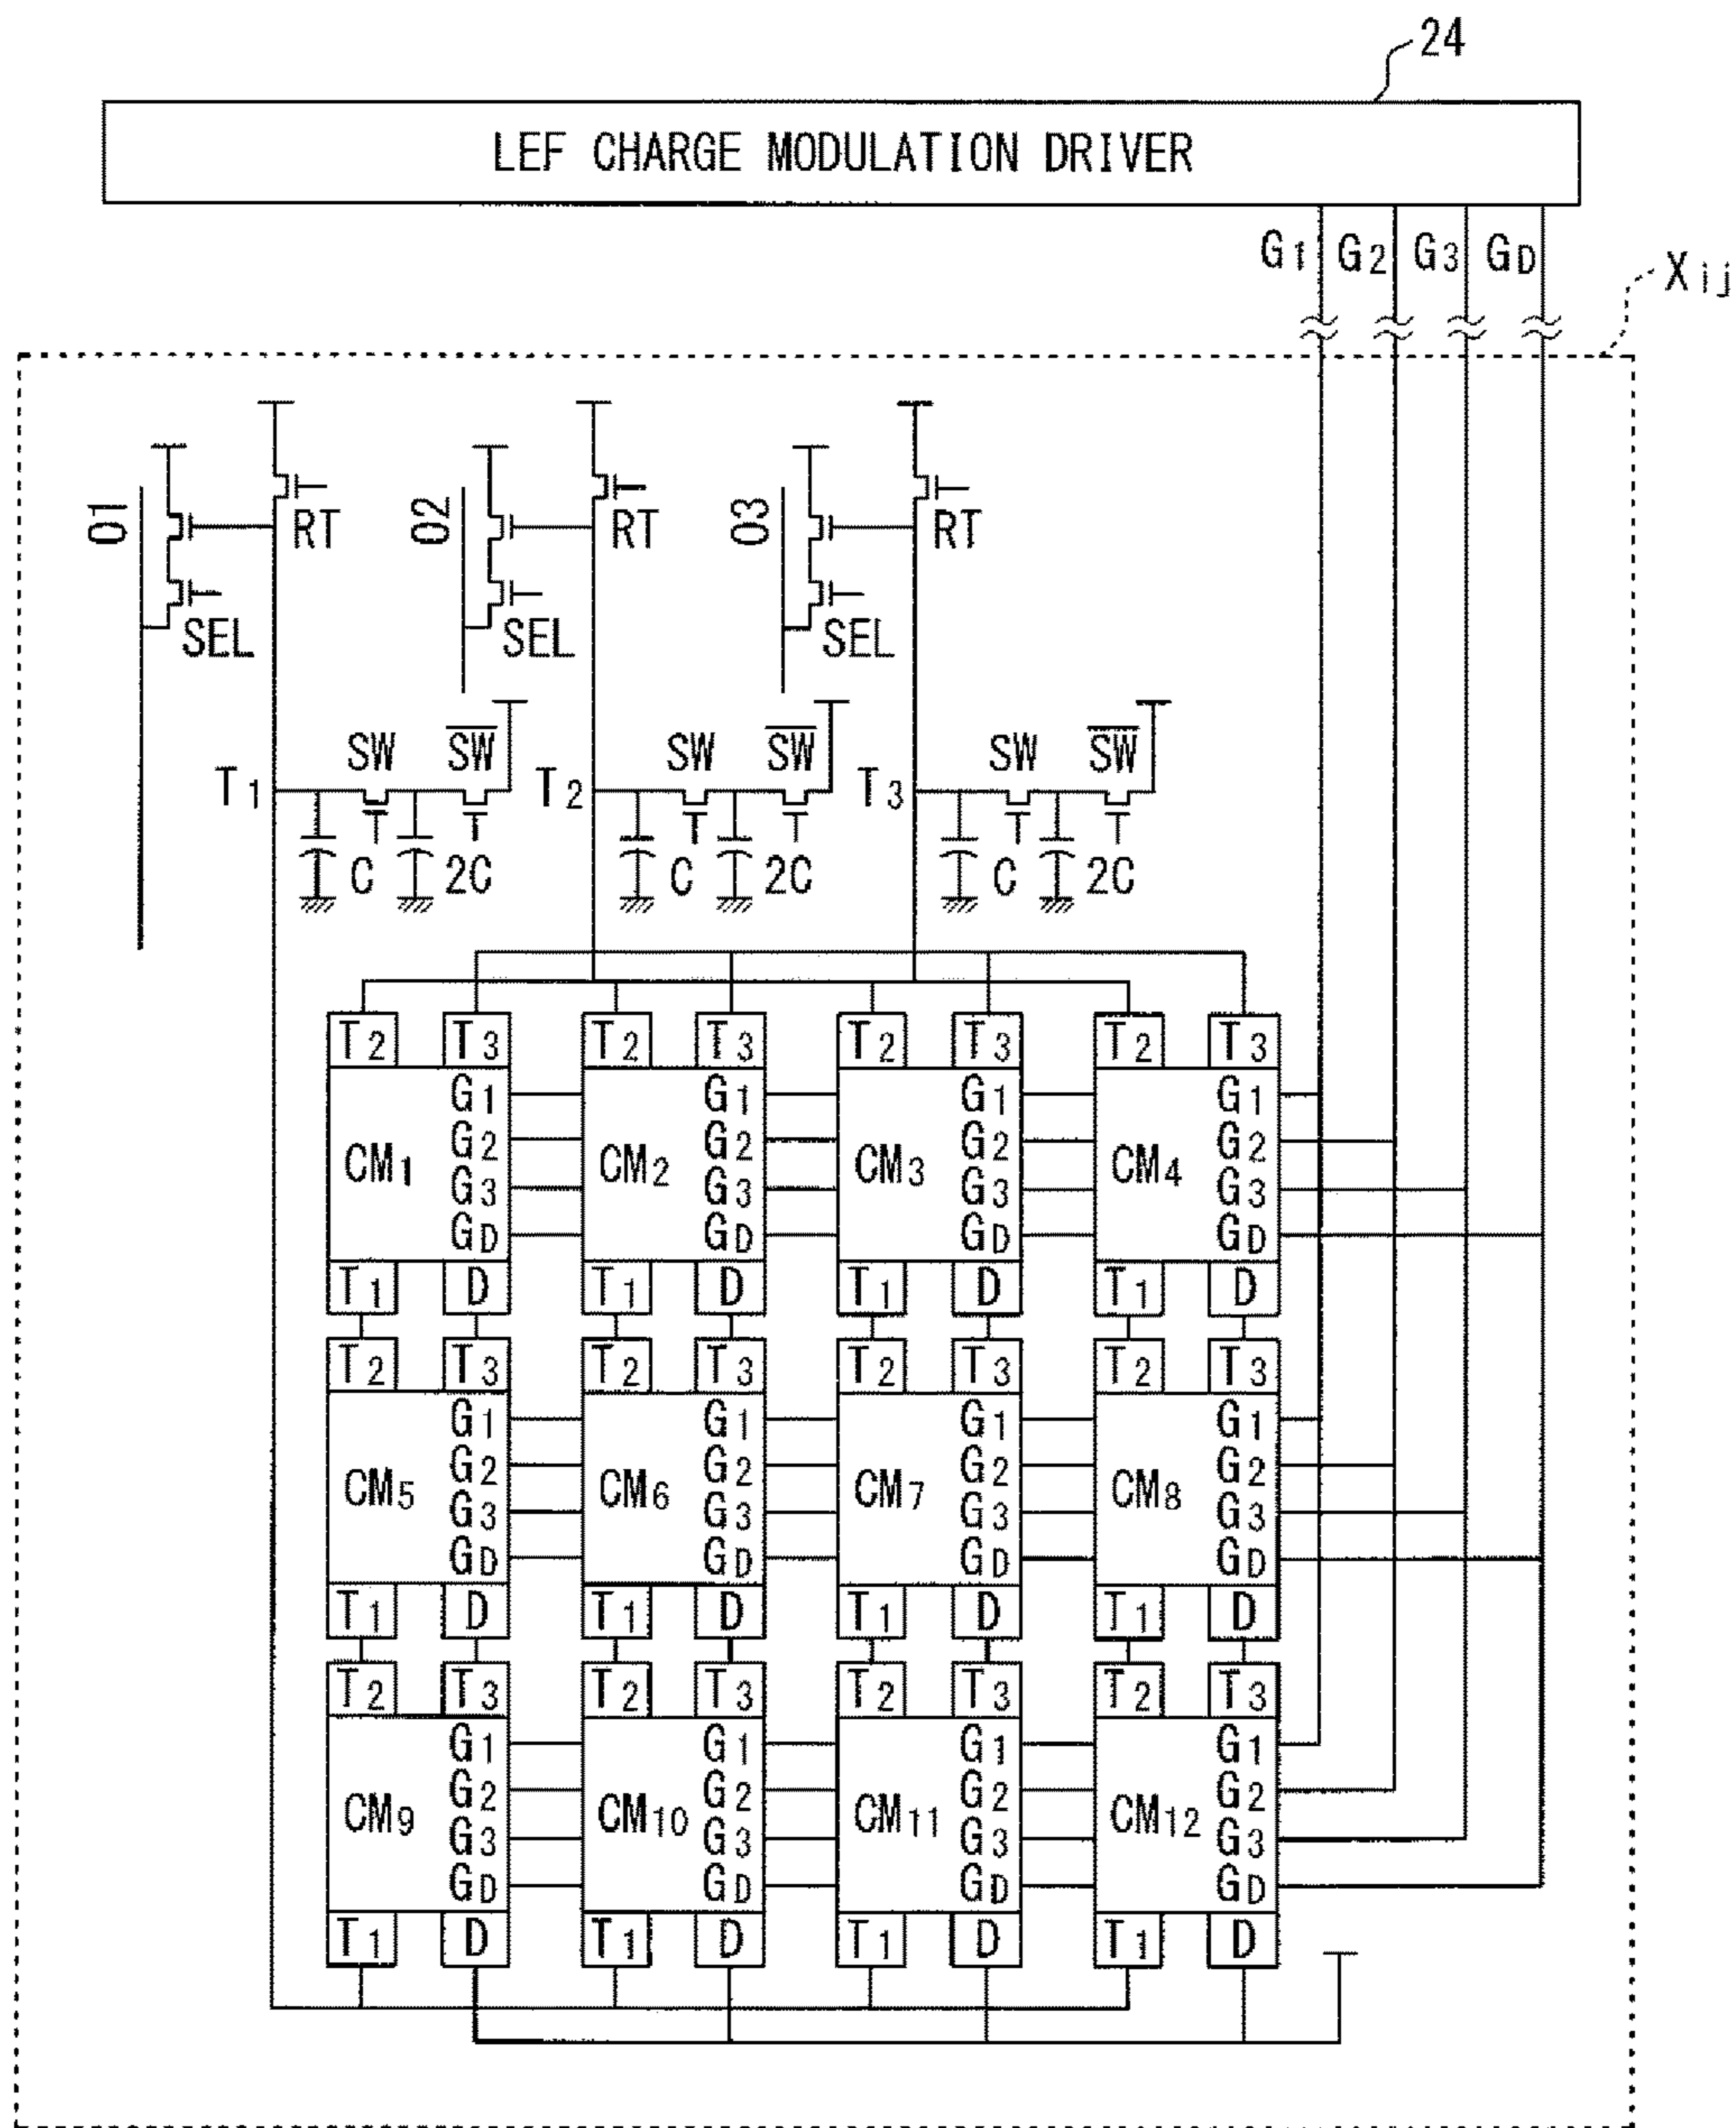 24
LEF CHARGE MODULATION DRIVER
G1 G2 G3 GD
Xij
O1 RT O2 RT O3 RT
SEL SEL SEL
SW S̅W̅ SW S̅W̅ SW S̅W̅
T1 T2 T3
C 2C C 2C C 2C
T2 T3 T2 T3 T2 T3 T2 T3
G1 G1 G1 G1
CM1 G2 CM2 G2 CM3 G2 CM4 G2
G3 G3 G3 G3
GD GD GD GD
T1 D T1 D T1 D T1 D
T2 T3 T2 T3 T2 T3 T2 T3
G1 G1 G1 G1
CM5 G2 CM6 G2 CM7 G2 CM8 G2
G3 G3 G3 G3
GD GD GD GD
T1 D T1 D T1 D T1 D
T2 T3 T2 T3 T2 T3 T2 T3
G1 G1 G1 G1
CM9 G2 CM10 G2 CM11 G2 CM12 G2
G3 G3 G3 G3
GD GD GD GD
T1 D T1 D T1 D T1 D